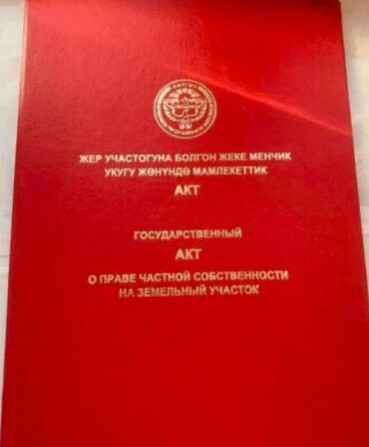 ЖЕР УЧАСТОГУНА БОЛГОН ЖЕКЕ МЕНЧИК
УКУГУ ЖӨНҮНДӨ МАМЛЕКЕТТИК
АКТ
ГОСУДАРСТВЕННЫЙ
АКТ
О ПРАВЕ ЧАСТНОЙ СОБСТВЕННОСТИ
НА ЗЕМЕЛЬНЫЙ УЧАСТОК